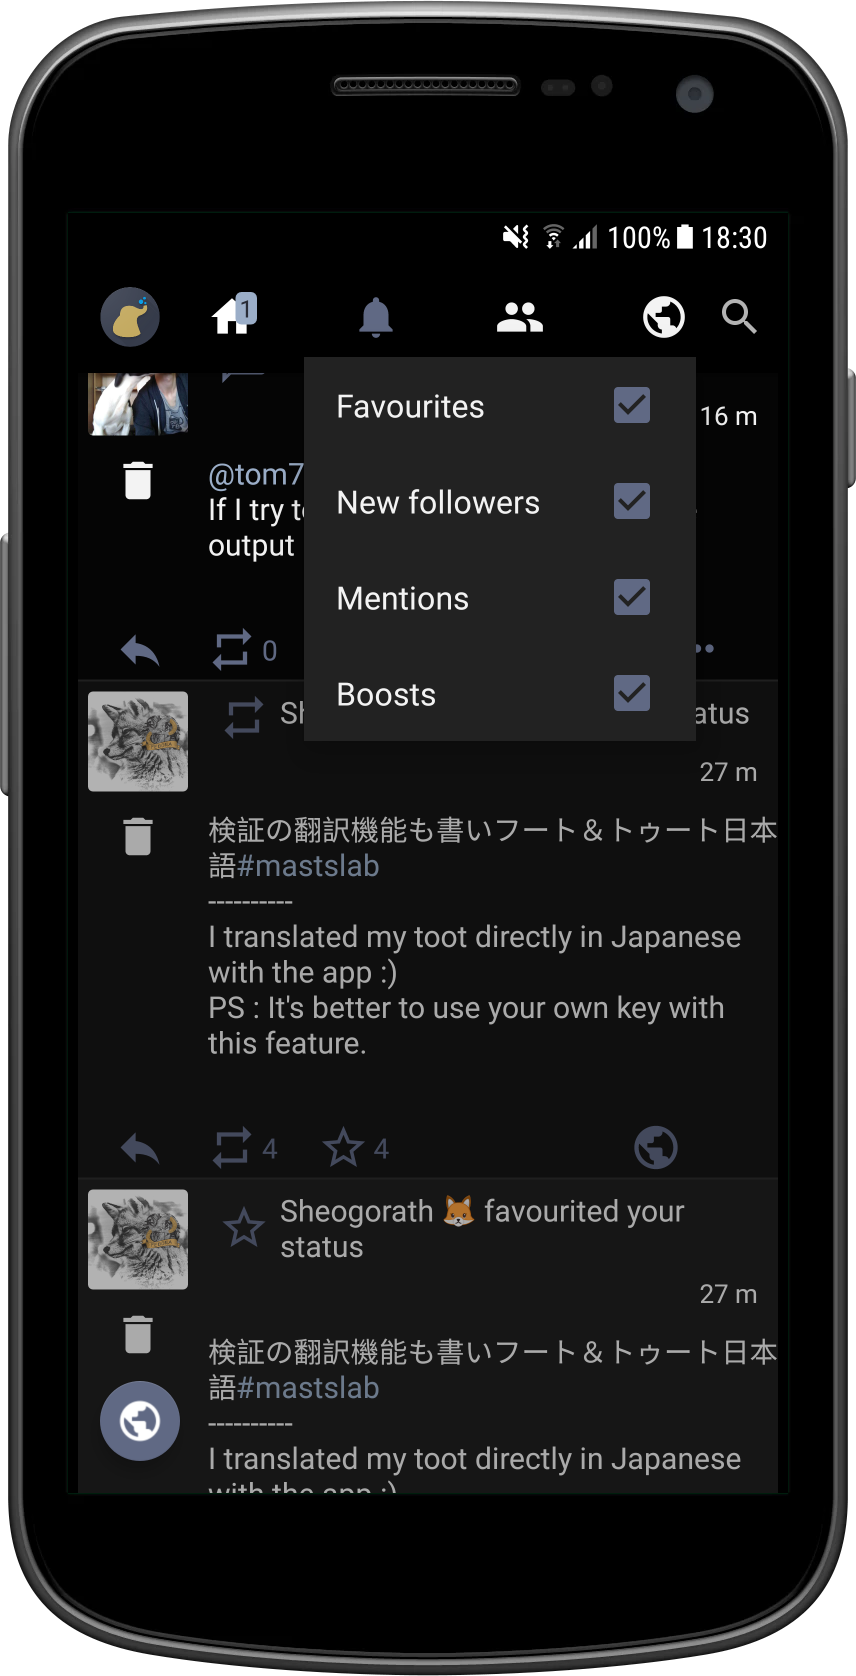 100% 18:30
1
Favourites
16 m
@tom7
New followers
If I try
output
Mentions
0
Boosts
atus
27 m
検証の翻訳機能も書いフート＆トゥート日本
語#mastslab
----------
I translated my toot directly in Japanese
with the app :)
PS : It's better to use your own key with
this feature.
4 4
Sheogorath 🦊 favourited your
status
27 m
検証の翻訳機能も書いフート＆トゥート日本
語#mastslab
----------
I translated my toot directly in Japanese
with the app :)